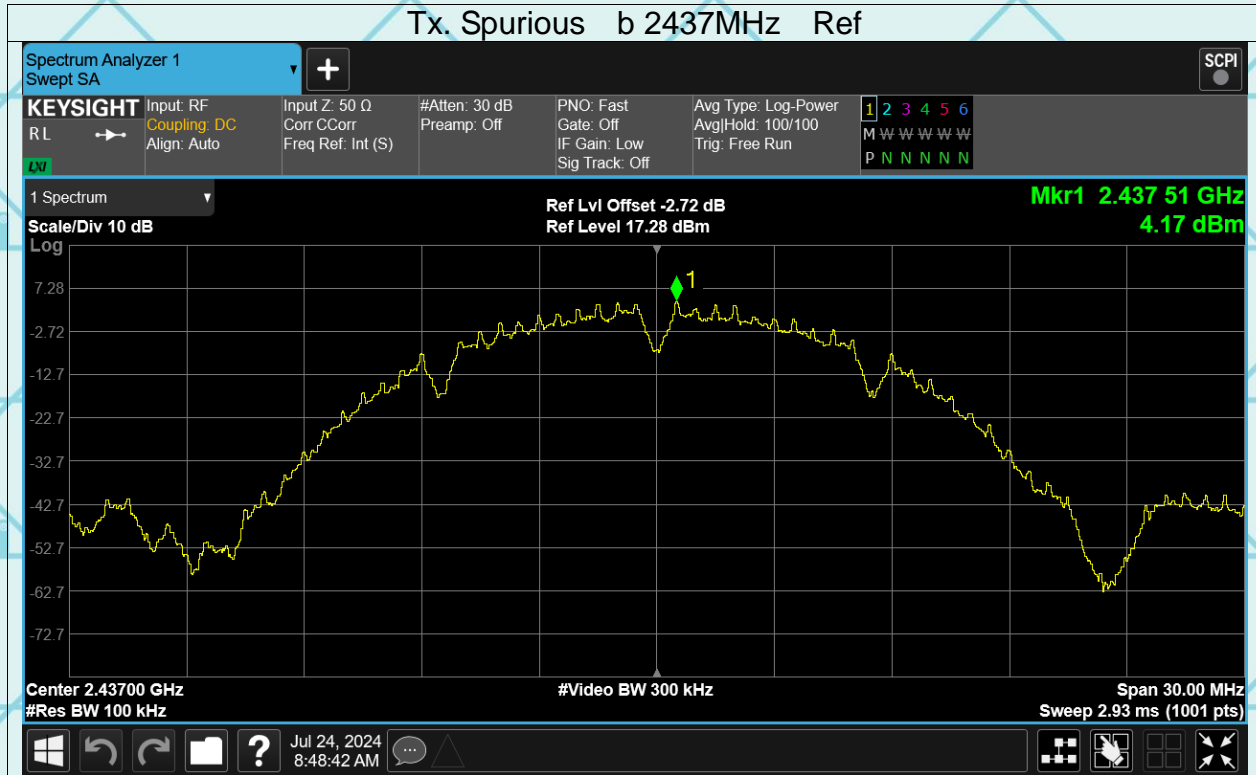 Tx. Spurious b 2437MHz Ref
Spectrum Analyzer 1
Swept SA
+
SCPI
KEYSIGHT
RL
LXI
Input: RF
Coupling: DC
Align: Auto
Input Z: 50 Ω
Corr CCorr
Freq Ref: Int (S)
#Atten: 30 dB
Preamp: Off
PNO: Fast
Gate: Off
IF Gain: Low
Sig Track: Off
Avg Type: Log-Power
Avg|Hold: 100/100
Trig: Free Run
1 2 3 4 5 6
M W W W W W
P N N N N N
1 Spectrum
Scale/Div 10 dB
Ref Lvl Offset -2.72 dB
Ref Level 17.28 dBm
Mkr1 2.437 51 GHz
4.17 dBm
Log
1
7.28
-2.72
-12.7
-22.7
-32.7
-42.7
-52.7
-62.7
-72.7
Center 2.43700 GHz
#Res BW 100 kHz
#Video BW 300 kHz
Span 30.00 MHz
Sweep 2.93 ms (1001 pts)
?
Jul 24, 2024
8:48:42 AM